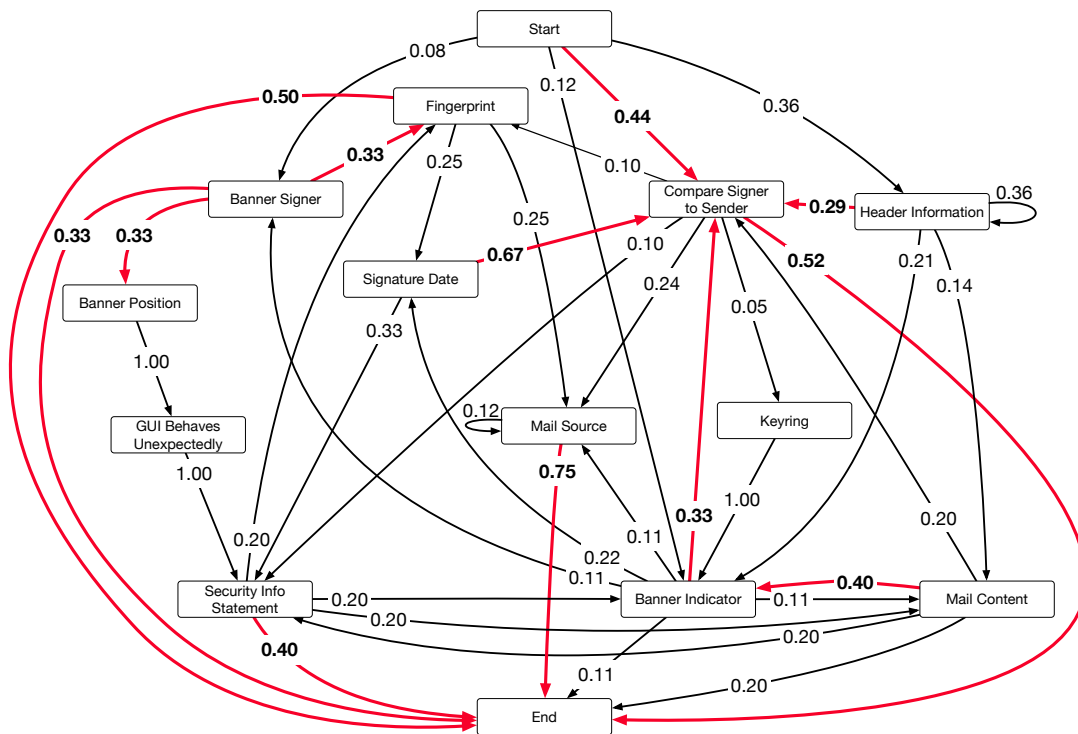 Start
0.08
0.12
0.50
Fingerprint
0.36
0.44
0.33
0.25
0.10
Banner Signer
Compare Signer
to Sender
0.29
Header Information
0.36
0.33
0.33
0.25
0.10
0.67
0.52
0.21
Signature Date
0.24
0.14
Banner Position
0.05
0.33
1.00
GUI Behaves
Unexpectedly
0.12
Mail Source
Keyring
1.00
0.75
1.00
0.33
0.20
0.20
0.11
0.22
0.11
Security Info
Statement
0.20
Banner Indicator
0.11
0.40
Mail Content
0.20
0.20
0.40
0.11
0.20
End